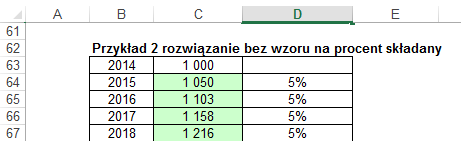 A B C D E
61
62 Przykład 2 rozwiązanie bez wzoru na procent składany
63 2014 1 000
64 2015 1 050 5%
65 2016 1 103 5%
66 2017 1 158 5%
67 2018 1 216 5%